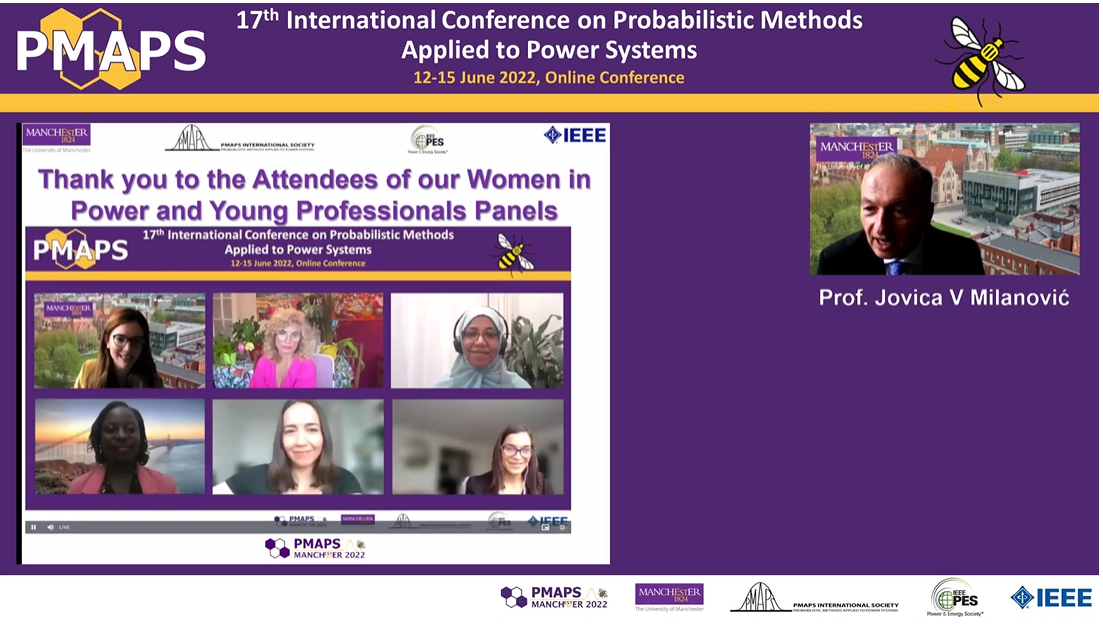 PMAPS
17th International Conference on Probabilistic Methods
Applied to Power Systems
12-15 June 2022, Online Conference
MANCHESTER
1824
The University of Manchester
PMAPS
PMAPS INTERNATIONAL SOCIETY
PROBABILISTIC METHODS APPLIED TO POWER SYSTEMS
IEEE
PES
Power & Energy Society®
IEEE
Thank you to the Attendees of our Women in
Power and Young Professionals Panels
PMAPS
17th International Conference on Probabilistic Methods
Applied to Power Systems
12-15 June 2022, Online Conference
MANCHESTER
1824
PMAPS
MANCHESTER
IEEE
LIVE
PMAPS
MANCHESTER 2022
MANCHESTER
1824
Prof. Jovica V Milanović
PMAPS
MANCHESTER 2022
MANCHESTER
1824
The University of Manchester
PMAPS
PMAPS INTERNATIONAL SOCIETY
PROBABILISTIC METHODS APPLIED TO POWER SYSTEMS
IEEE
PES
Power & Energy Society®
IEEE